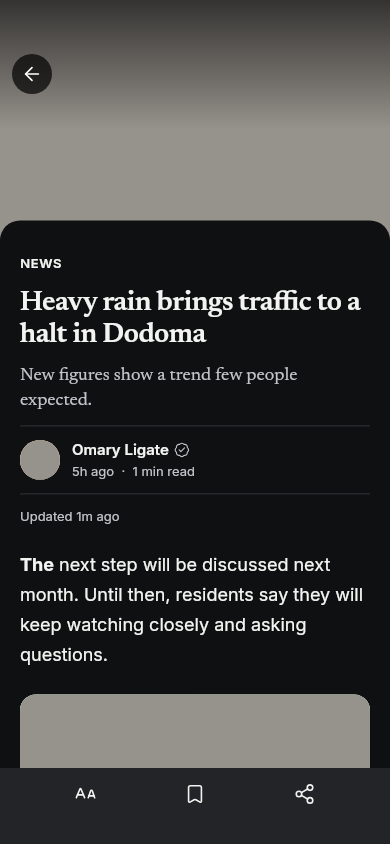 NEWS
Heavy rain brings traffic to a
halt in Dodoma
New figures show a trend few people
expected.
Omary Ligate
5h ago · 1 min read
Updated 1m ago
The next step will be discussed next
month. Until then, residents say they will
keep watching closely and asking
questions.
AA